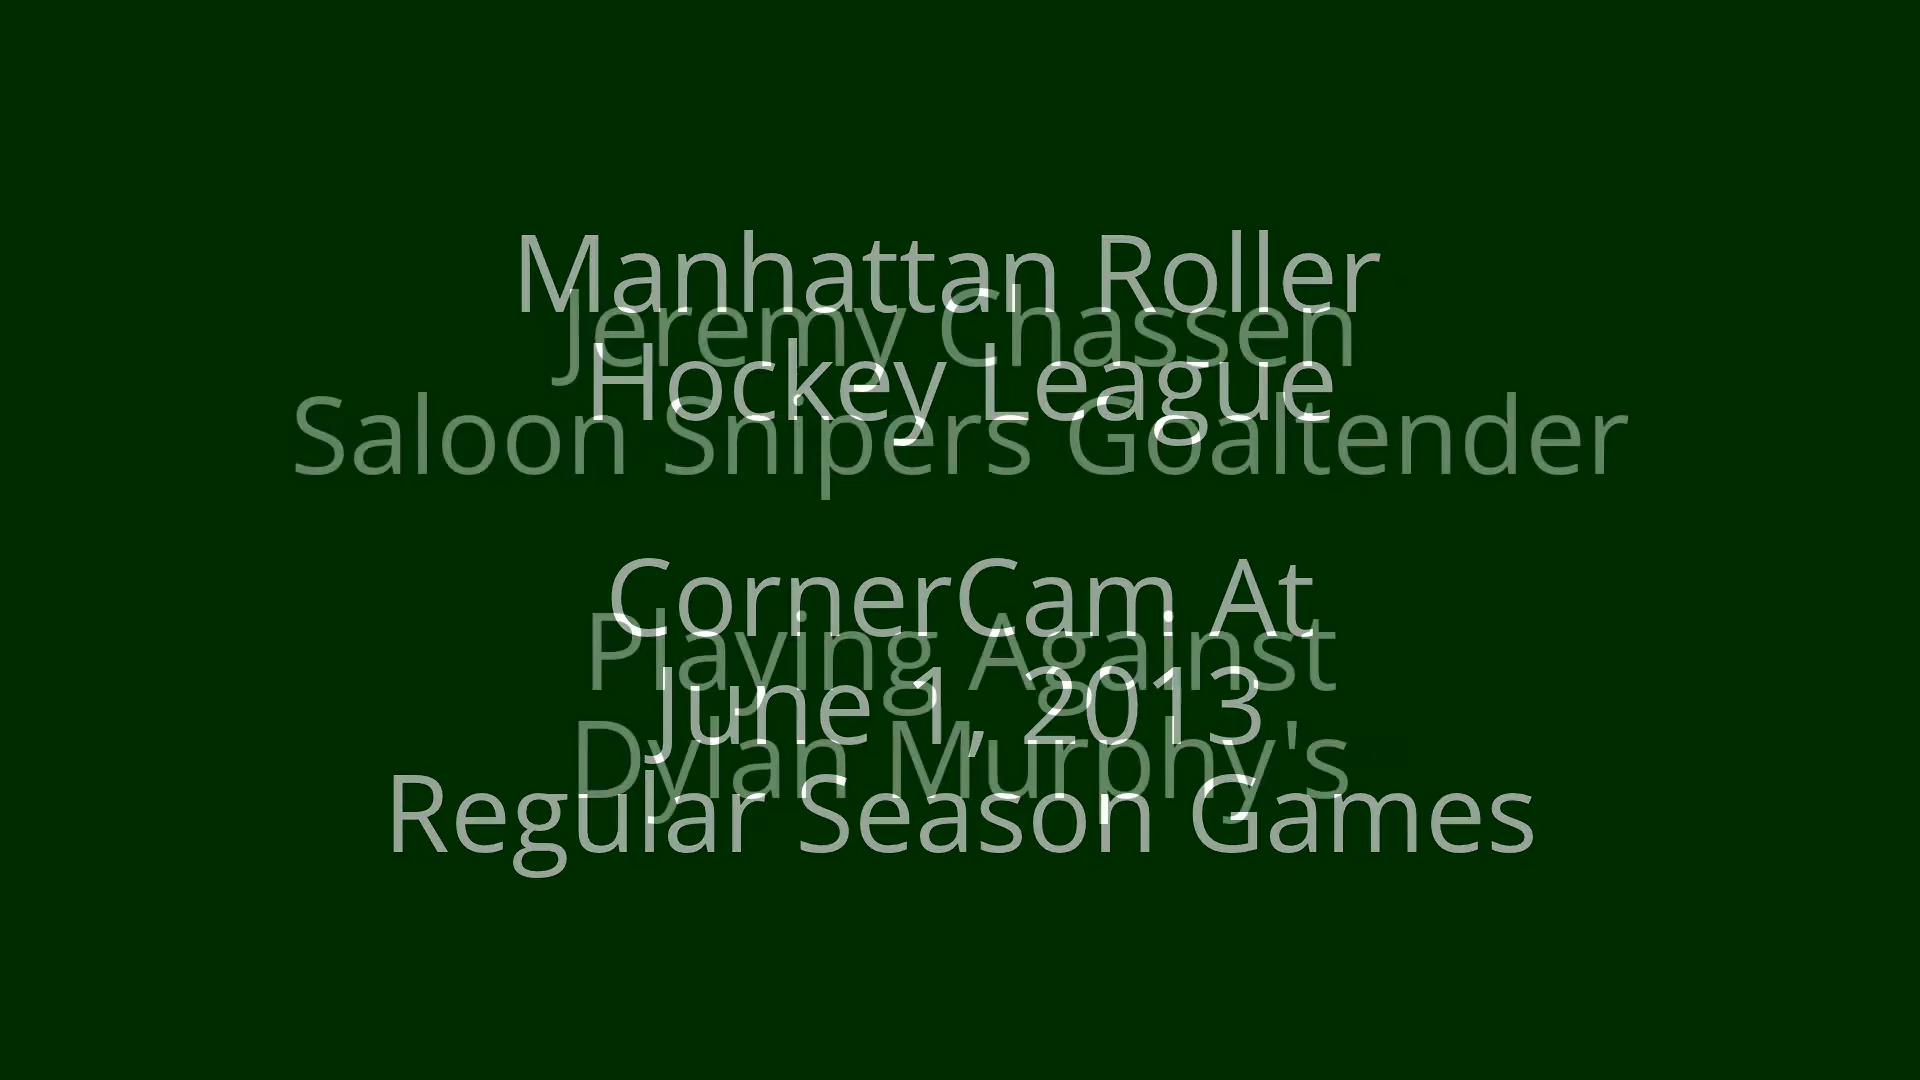 Manhattan Roller
Hockey League
CornerCam At
June 1, 2013
Regular Season Games
Jeremy Chassen
Saloon Snipers Goaltender
Playing Against
Dylan Murphy's